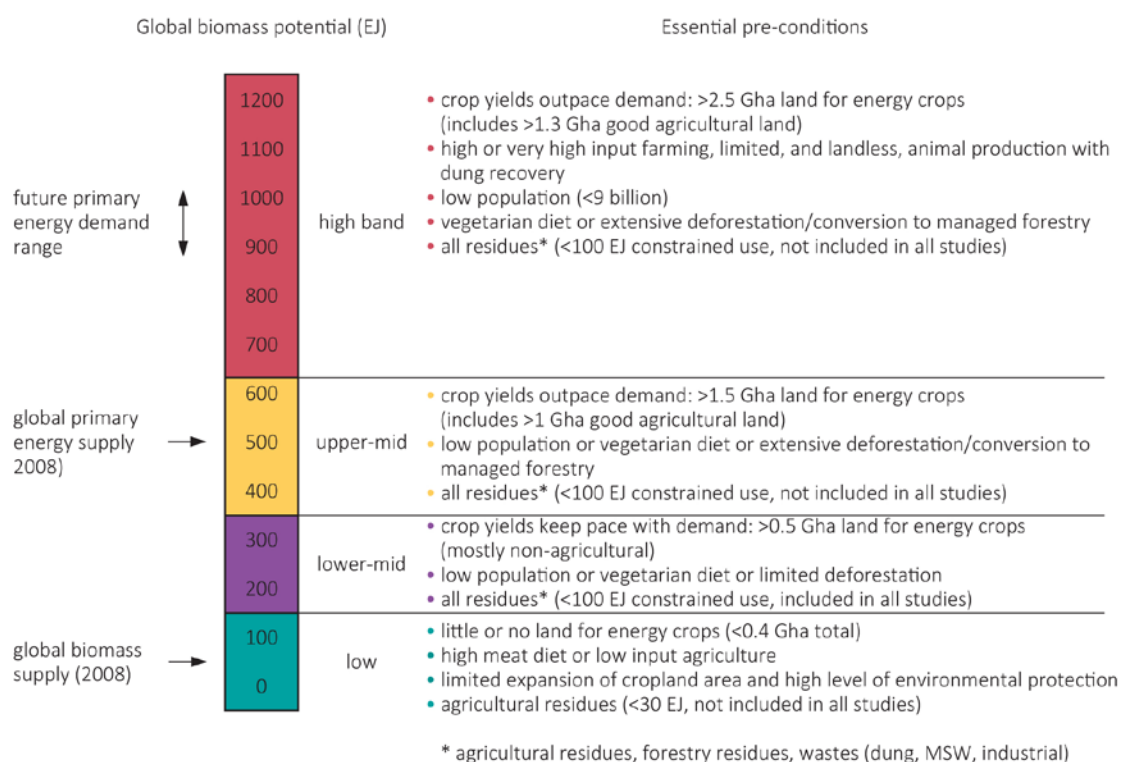 Global biomass potential (EJ)
Essential pre-conditions
future primary
energy demand
range
global primary
energy supply
2008)
global biomass
supply (2008)
1200
1100
1000
900
800
700
600
500
400
300
200
100
0
high band
• crop yields outpace demand: >2.5 Gha land for energy crops
(includes >1.3 Gha good agricultural land)
• high or very high input farming, limited, and landless, animal production with
dung recovery
• low population (<9 billion)
• vegetarian diet or extensive deforestation/conversion to managed forestry
• all residues* (<100 EJ constrained use, not included in all studies)
upper-mid
• crop yields outpace demand: >1.5 Gha land for energy crops
(includes >1 Gha good agricultural land)
• low population or vegetarian diet or extensive deforestation/conversion to
managed forestry
• all residues* (<100 EJ constrained use, not included in all studies)
lower-mid
• crop yields keep pace with demand: >0.5 Gha land for energy crops
(mostly non-agricultural)
• low population or vegetarian diet or limited deforestation
• all residues* (<100 EJ constrained use, included in all studies)
low
• little or no land for energy crops (<0.4 Gha total)
• high meat diet or low input agriculture
• limited expansion of cropland area and high level of environmental protection
• agricultural residues (<30 EJ, not included in all studies)
* agricultural residues, forestry residues, wastes (dung, MSW, industrial)